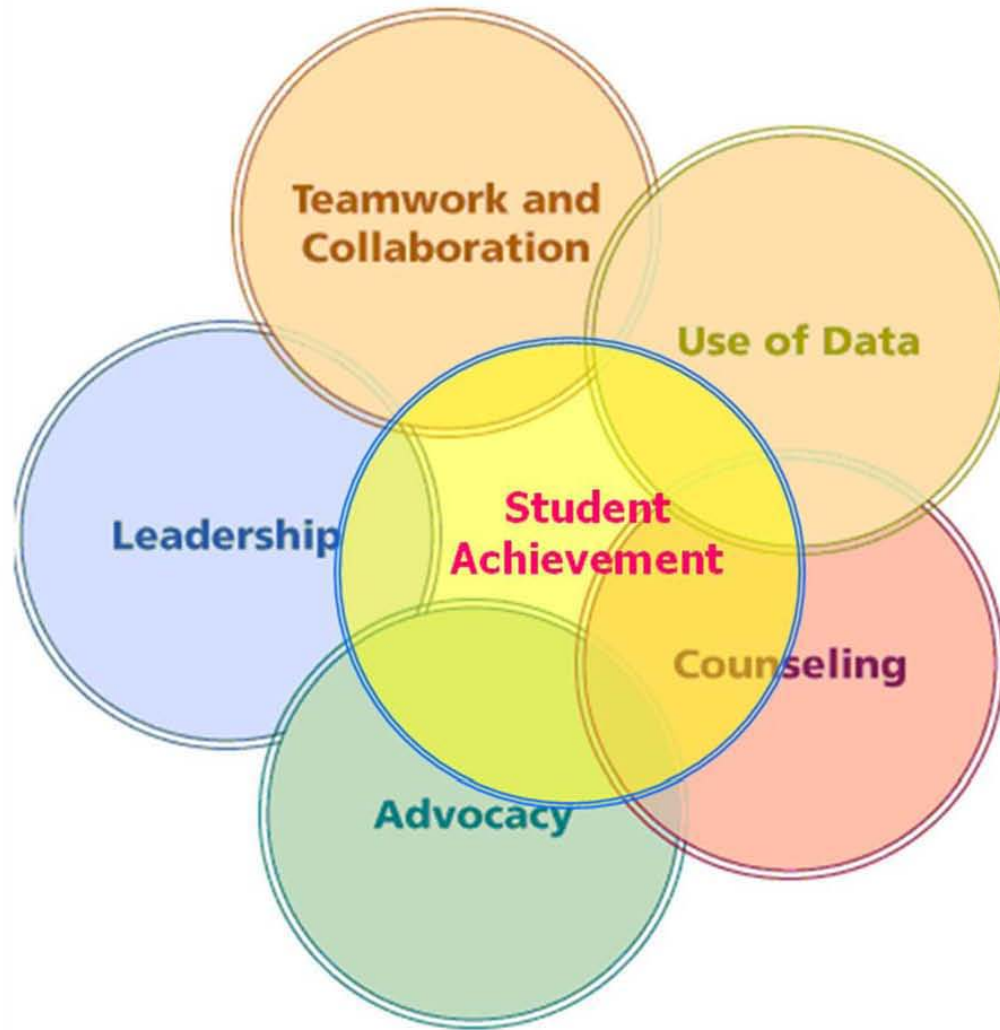 Teamwork and
Collaboration
Use of Data
Leadership
Student
Achievement
Counseling
Advocacy